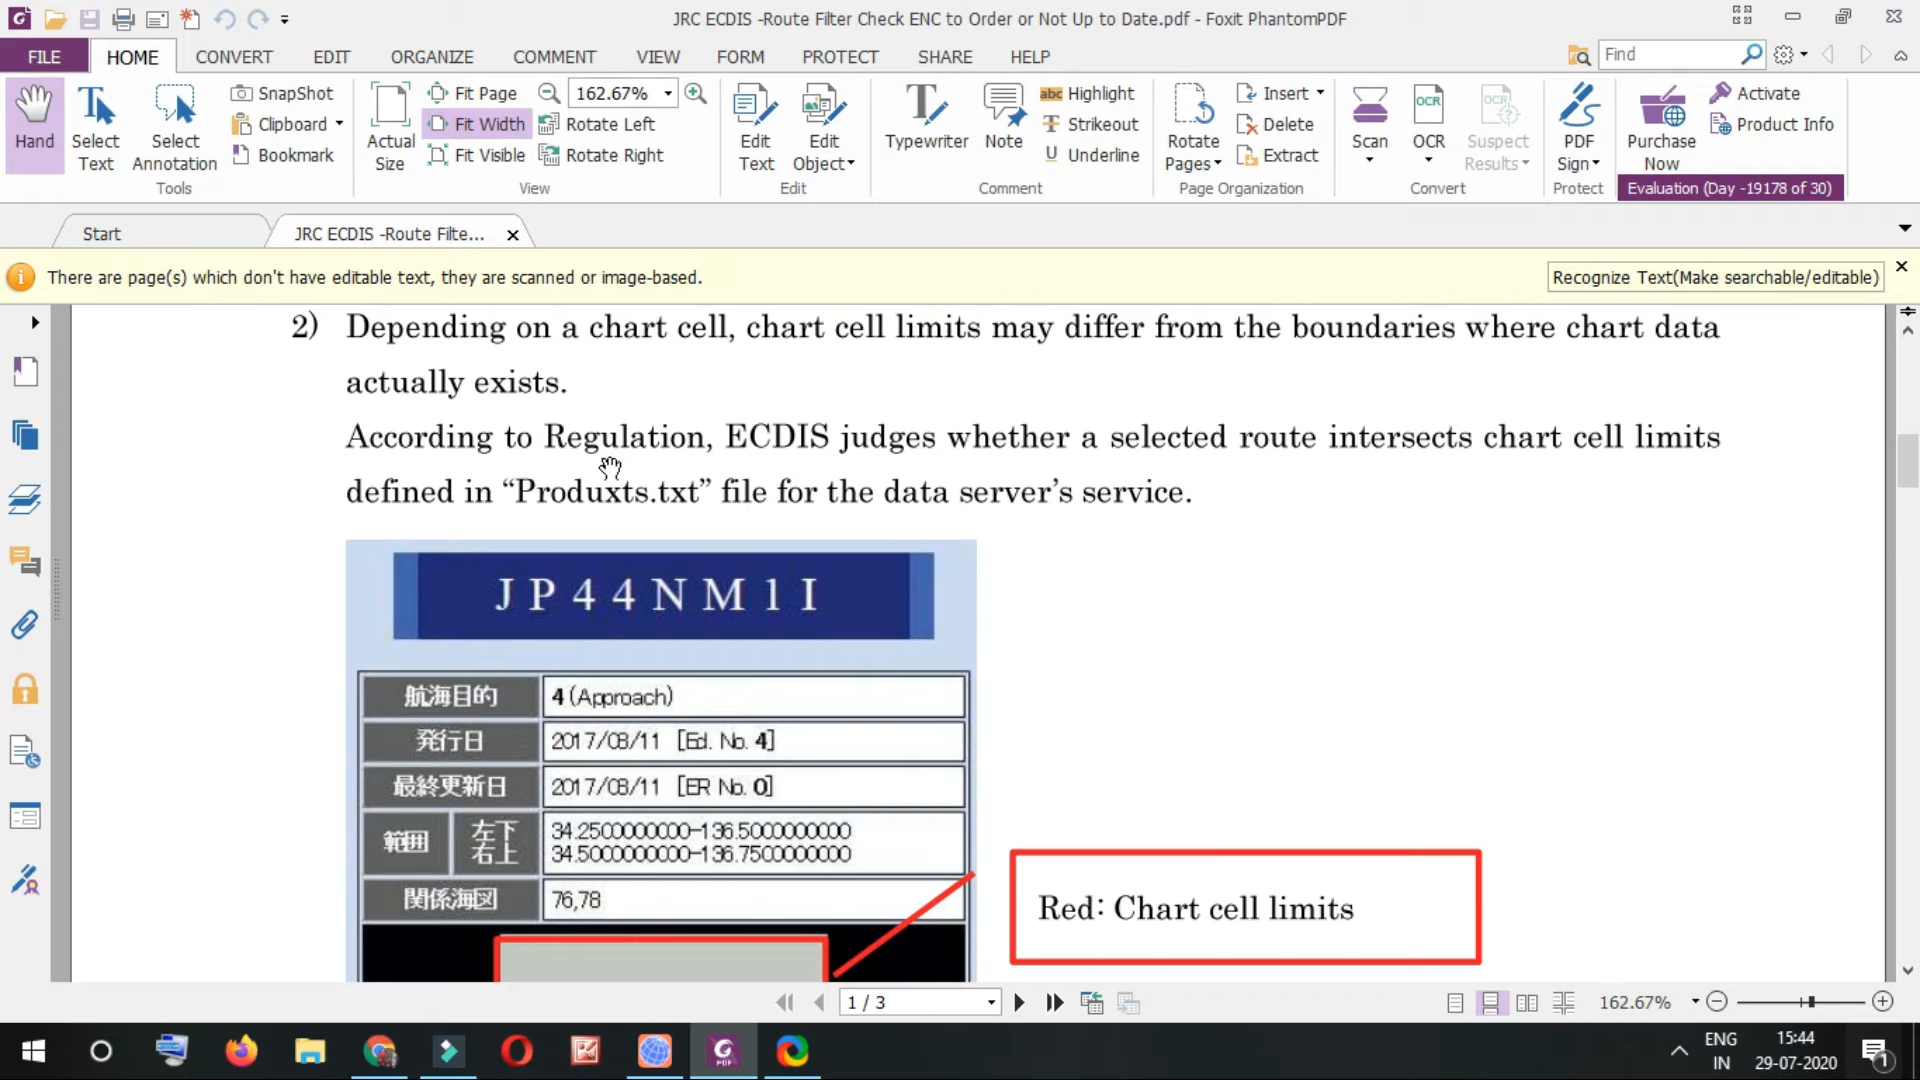 JRC ECDIS -Route Filter Check ENC to Order or Not Up to Date.pdf - Foxit PhantomPDF
FILE HOME CONVERT EDIT ORGANIZE COMMENT VIEW FORM PROTECT SHARE HELP Find
Hand
Select Text
Select Annotation
SnapShot
Clipboard
Bookmark
Tools
Actual Size
Fit Page
Fit Width
Fit Visible
162.67%
Rotate Left
Rotate Right
View
Edit Text
Edit Object
Edit
Typewriter
Note
abc Highlight
Strikeout
Underline
Comment
Rotate Pages
Insert
Delete
Extract
Page Organization
Scan
OCR
OCR
OCR
Suspect Results
Convert
PDF Sign
Protect
Purchase Now
Activate
Product Info
Evaluation (Day -19178 of 30)
Start
JRC ECDIS -Route Filte...
There are page(s) which don't have editable text, they are scanned or image-based.
Recognize Text(Make searchable/editable)
2) Depending on a chart cell, chart cell limits may differ from the boundaries where chart data
actually exists.
According to Regulation, ECDIS judges whether a selected route intersects chart cell limits
defined in “Produxts.txt” file for the data server’s service.
JP44NM1I
航海目的 4 (Approach)
発行日 2017/08/11 [Ed. No. 4]
最終更新日 2017/08/11 [ER No. 0]
範囲 左下 34.2500000000-136.5000000000
右上 34.5000000000-136.7500000000
関係海図 76,78
Red: Chart cell limits
1 / 3
162.67%
PDF
ENG
IN
15:44
29-07-2020
1